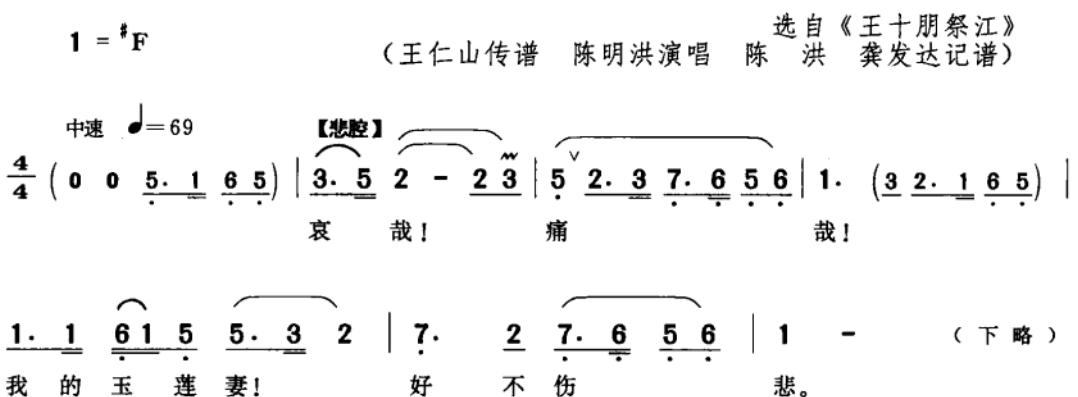 选自《王十朋祭江》
1 = #F
（王仁山传谱 陈明洪演唱 陈 洪 龚发达记谱）
中速 ♩=69 【悲腔】
4/4 ( 0 0 5. 1 6 5 ) | 3. 5 2 - 2 3 | 5 2. 3 7. 6 5 6 | 1. ( 3 2. 1 6 5 ) |
哀 哉！ 痛 哉！
1. 1 6 1 5 5. 3 2 | 7. 2 7. 6 5 6 | 1 - （下略）
我 的 玉 莲 妻！ 好 不 伤 悲。